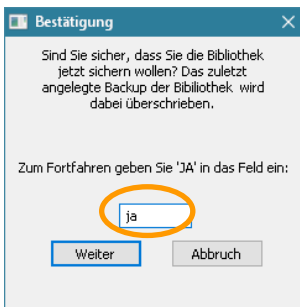 Bestätigung
Sind Sie sicher, dass Sie die Bibliothek
jetzt sichern wollen? Das zuletzt
angelegte Backup der Bibiliothek wird
dabei überschrieben.
Zum Fortfahren geben Sie 'JA' in das Feld ein:
ja
Weiter Abbruch